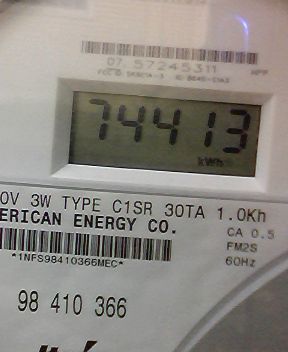 07. 57245311
74413
kWh
0V 3W TYPE C1SR 30TA 1.0Kh
ERICAN ENERGY CO.
CA 0.5
FM2S
*1NFS98410366MEC*
60Hz
98 410 366